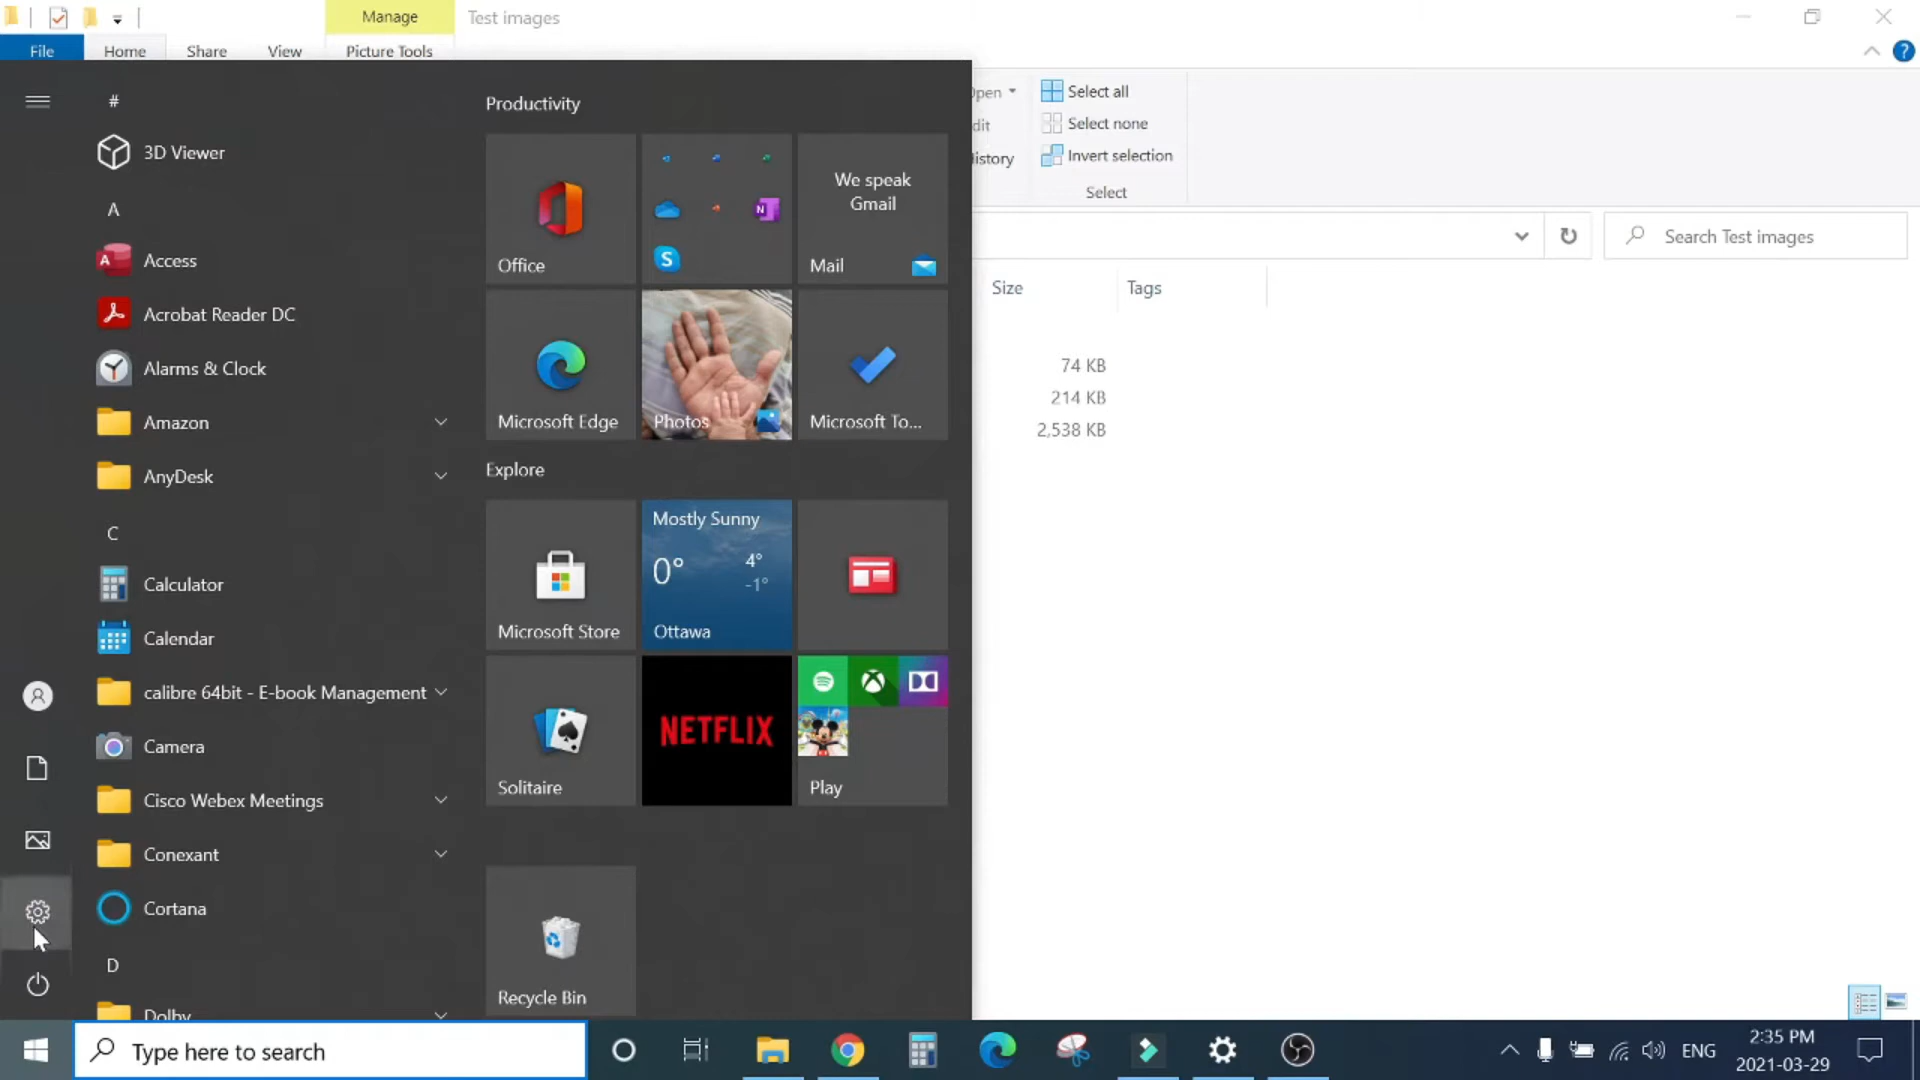 Manage
Test images
File
Home
Share
View
Picture Tools
#
3D Viewer
A
Access
Acrobat Reader DC
Alarms & Clock
Amazon
AnyDesk
C
Calculator
Calendar
calibre 64bit - E-book Management
Camera
Cisco Webex Meetings
Conexant
Cortana
D
Dolby
Productivity
Office
We speak
Gmail
Mail
Microsoft Edge
Photos
Microsoft To...
Explore
Microsoft Store
Mostly Sunny
0°
4°
-1°
Ottawa
Solitaire
NETFLIX
Play
Recycle Bin
Select all
Select none
Invert selection
Select
Search Test images
Size
Tags
74 KB
214 KB
2,538 KB
Type here to search
ENG
2:35 PM
2021-03-29